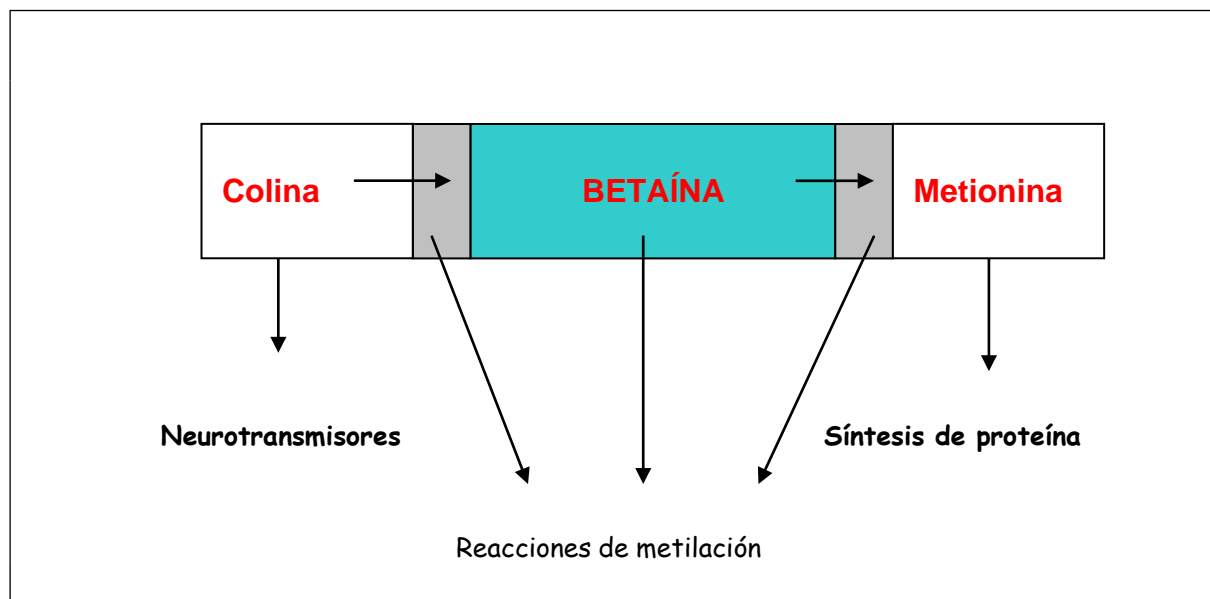 Colina
BETAÍNA
Metionina
Neurotransmisores
Síntesis de proteína
Reacciones de metilación